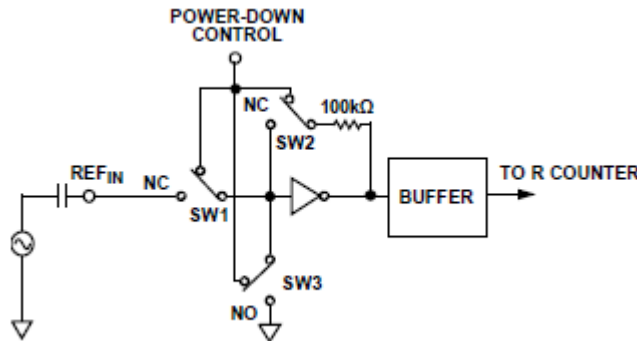 POWER-DOWN
CONTROL
NC
100kΩ
SW2
REFIN
NC
SW1
BUFFER
TO R COUNTER
SW3
NO